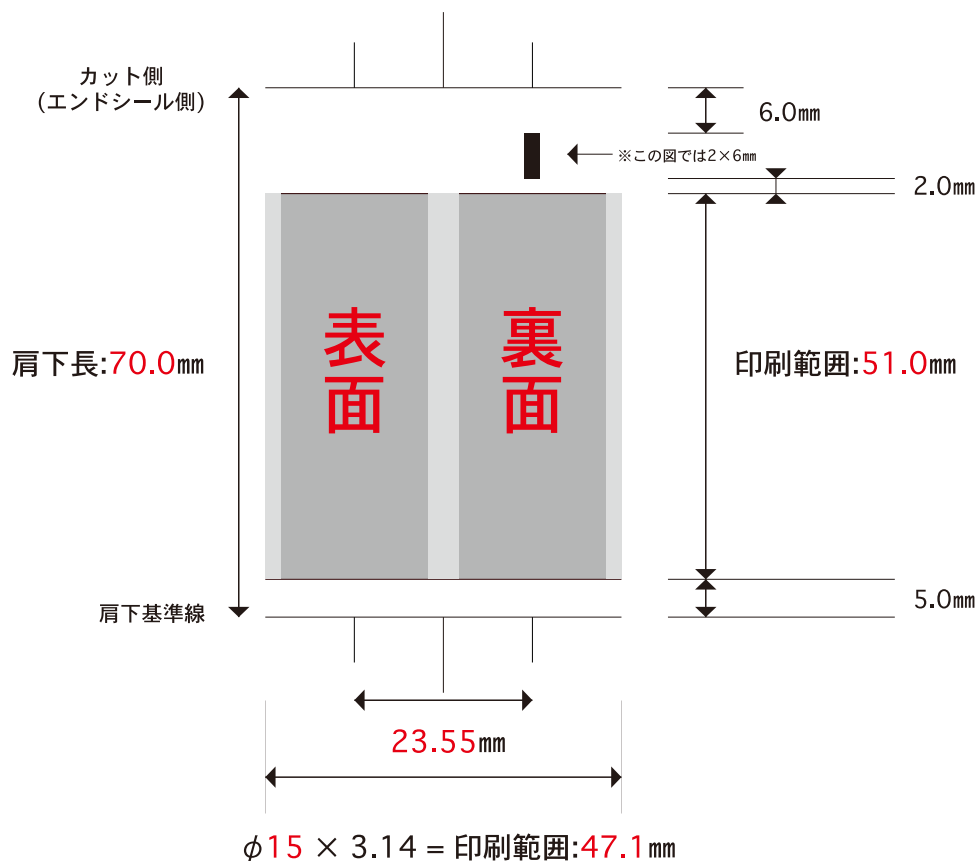 カット側
(エンドシール側)
6.0mm
※この図では2×6mm
2.0mm
表面
裏面
肩下長:70.0mm
印刷範囲:51.0mm
肩下基準線
5.0mm
23.55mm
φ15 × 3.14 = 印刷範囲:47.1mm